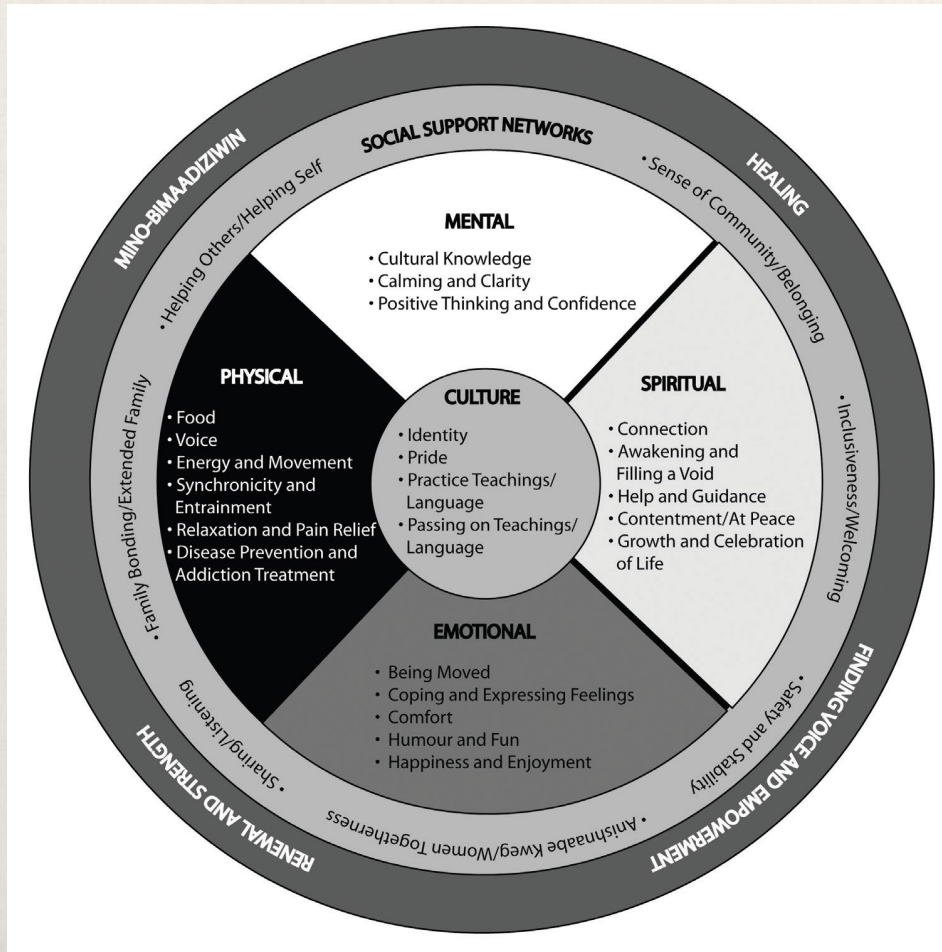 MINO-BIMAADIZIWIN
HEALING
FINDING VOICE AND EMPOWERMENT
RENEWAL AND STRENGTH
SOCIAL SUPPORT NETWORKS
• Sense of Community/Belonging
• Inclusiveness/Welcoming
• Safety and Stability
• Anishnaabe Kweg/Women Togetherness
• Sharing/Listening
• Family Bonding/Extended Family
• Helping Others/Helping Self
MENTAL
• Cultural Knowledge
• Calming and Clarity
• Positive Thinking and Confidence
PHYSICAL
• Food
• Voice
• Energy and Movement
• Synchronicity and
Entrainment
• Relaxation and Pain Relief
• Disease Prevention and
Addiction Treatment
CULTURE
• Identity
• Pride
• Practice Teachings/
Language
• Passing on Teachings/
Language
SPIRITUAL
• Connection
• Awakening and
Filling a Void
• Help and Guidance
• Contentment/At Peace
• Growth and Celebration
of Life
EMOTIONAL
• Being Moved
• Coping and Expressing Feelings
• Comfort
• Humour and Fun
• Happiness and Enjoyment